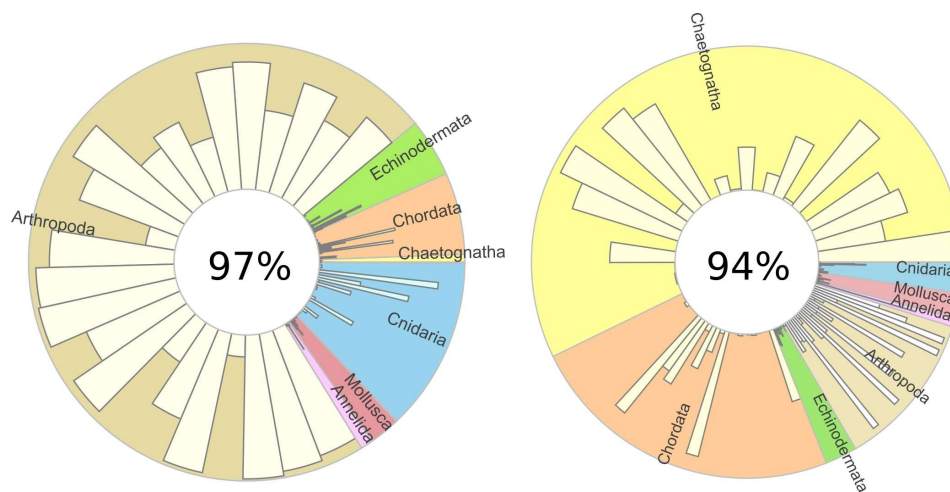 Echinodermata
Chordata
Chaetognatha
Arthropoda
97%
Cnidaria
Mollusca
Annelida
Chaetognatha
94%
Cnidaria
Mollusca
Annelida
Arthropoda
Echinodermata
Chordata